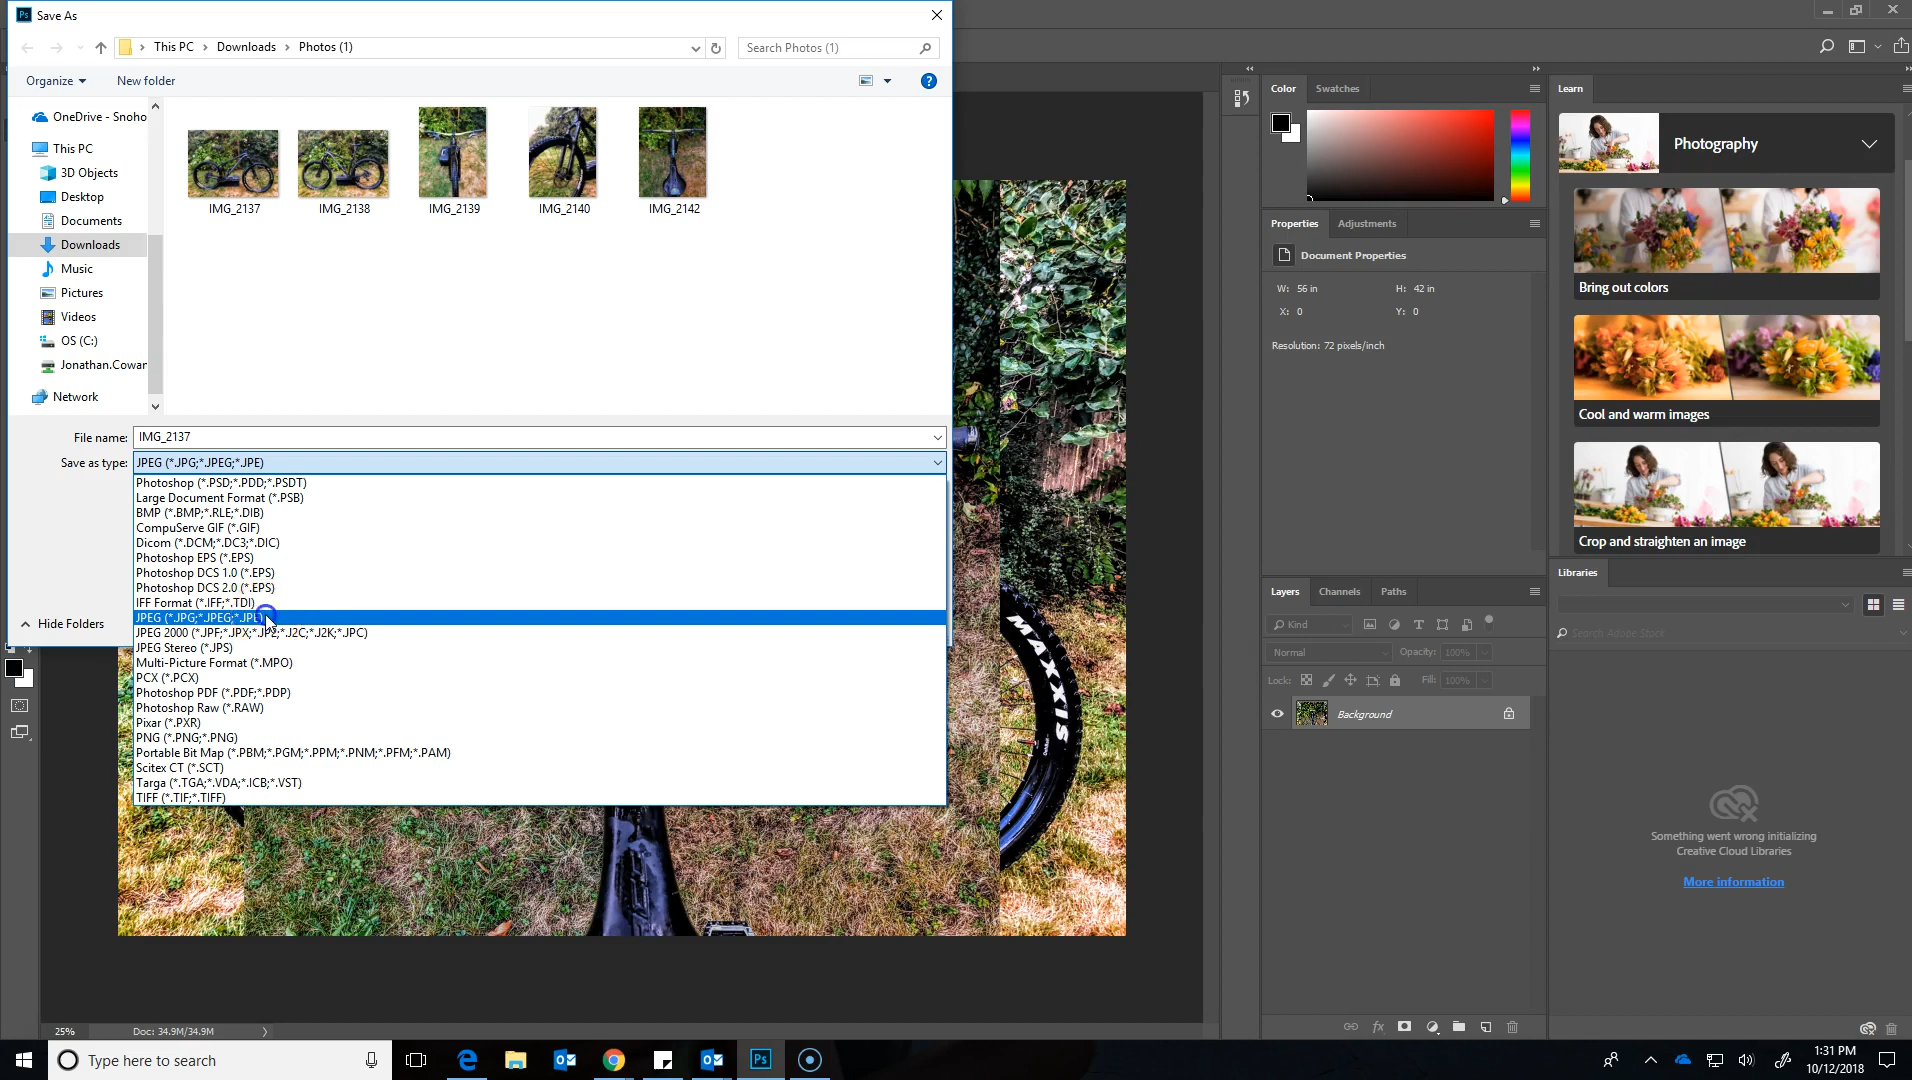 Save As
This PC > Downloads > Photos (1)
Search Photos (1)
Organize
New folder
OneDrive - Snoho
This PC
3D Objects
Desktop
Documents
Downloads
Music
Pictures
Videos
OS (C:)
Jonathan.Cowar
Network
IMG_2137
IMG_2138
IMG_2139
IMG_2140
IMG_2142
File name: IMG_2137
Save as type: JPEG (*.JPG;*.JPEG;*.JPE)
Photoshop (*.PSD;*.PDD;*.PSDT)
Large Document Format (*.PSB)
BMP (*.BMP;*.RLE;*.DIB)
CompuServe GIF (*.GIF)
Dicom (*.DCM;*.DC3;*.DIC)
Photoshop EPS (*.EPS)
Photoshop DCS 1.0 (*.EPS)
Photoshop DCS 2.0 (*.EPS)
IFF Format (*.IFF;*.TDI)
JPEG (*.JPG;*.JPEG;*.JPE)
JPEG 2000 (*.JPF;*.JPX;*.JP2;*.J2C;*.J2K;*.JPC)
JPEG Stereo (*.JPS)
Multi-Picture Format (*.MPO)
PCX (*.PCX)
Photoshop PDF (*.PDF;*.PDP)
Photoshop Raw (*.RAW)
Pixar (*.PXR)
PNG (*.PNG;*.PNG)
Portable Bit Map (*.PBM;*.PGM;*.PPM;*.PNM;*.PFM;*.PAM)
Scitex CT (*.SCT)
Targa (*.TGA;*.VDA;*.ICB;*.VST)
TIFF (*.TIF;*.TIFF)
Hide Folders
MAXXIS
25%
Doc: 34.9M/34.9M
Color
Swatches
Properties
Adjustments
Document Properties
W: 56 in
H: 42 in
X: 0
Y: 0
Resolution: 72 pixels/inch
Layers
Channels
Paths
Kind
Normal
Opacity: 100%
Lock:
Fill: 100%
Background
Learn
Photography
Bring out colors
Cool and warm images
Crop and straighten an image
Libraries
Search Adobe Stock
Something went wrong initializing
Creative Cloud Libraries
More information
Type here to search
Ps
1:31 PM
10/12/2018